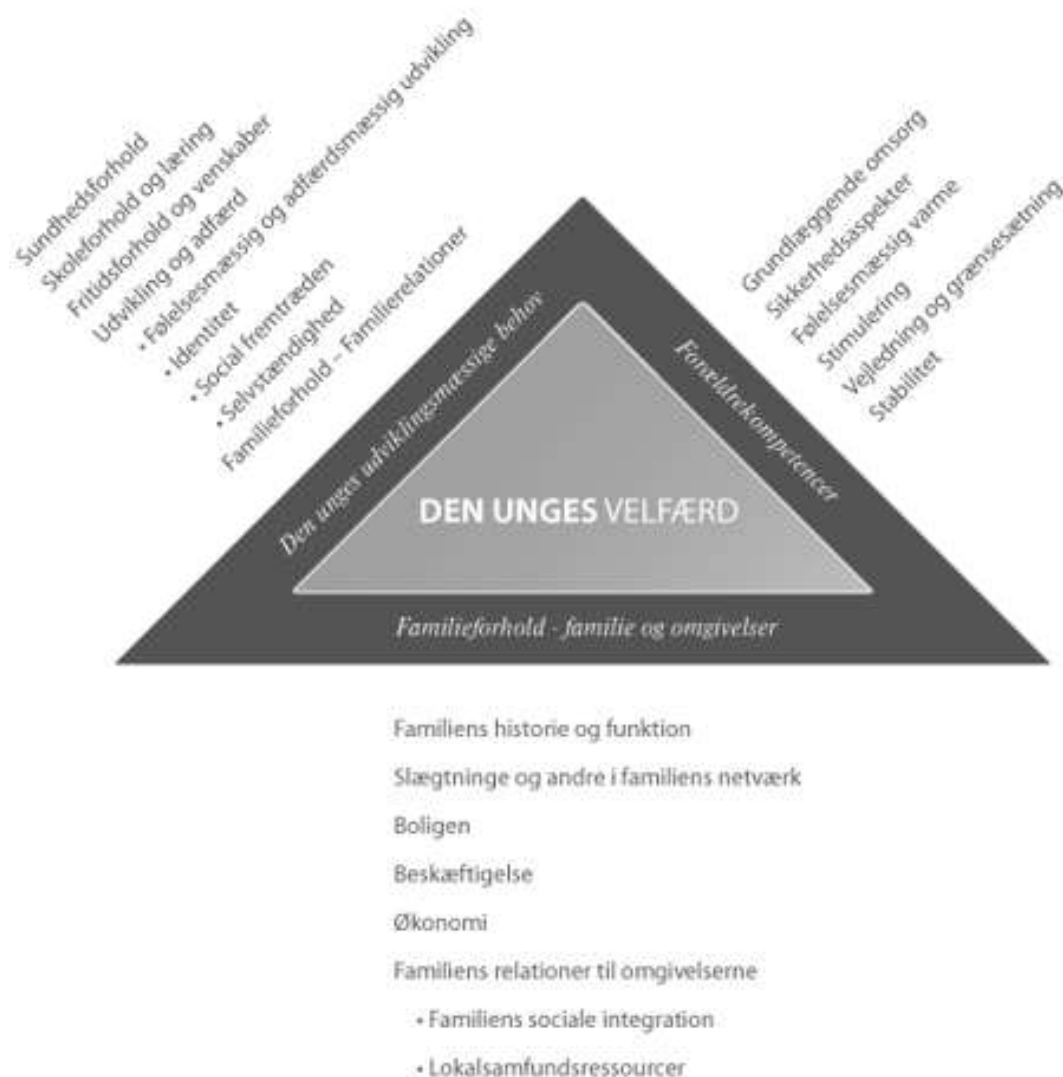 Sundhedsforhold
Skoleforhold og læring
Fritidsforhold og venskaber
Udvikling og adfærd
• Følelsesmæssig og adfærdsmæssig udvikling
• Identitet
• Social fremtræden
• Selvstændighed
Familieforhold – Familierelationer
Grundlæggende omsorg
Sikkerhedsaspekter
Følelsesmæssig varme
Stimulering
Vejledning og grænsesætning
Stabilitet
Den unges udviklingsmæssige behov
Forældrekompetencer
DEN UNGES VELFÆRD
Familieforhold - familie og omgivelser
Familiens historie og funktion
Slægtninge og andre i familiens netværk
Boligen
Beskæftigelse
Økonomi
Familiens relationer til omgivelserne
• Familiens sociale integration
• Lokalsamfundsressourcer